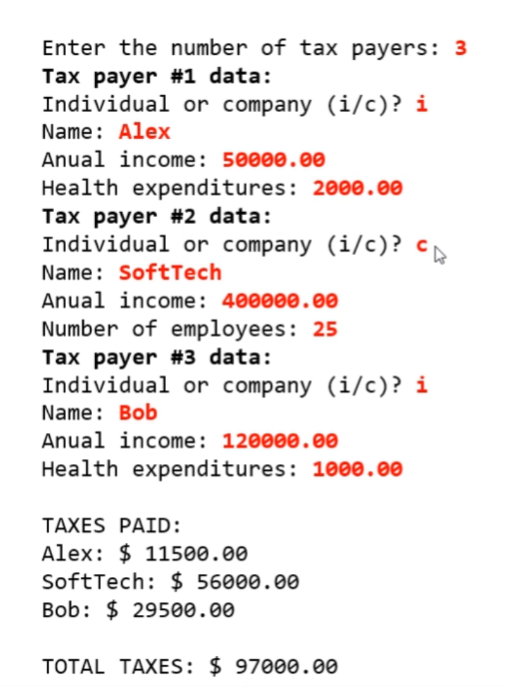 Enter the number of tax payers: 3
Tax payer #1 data:
Individual or company (i/c)? i
Name: Alex
Anual income: 50000.00
Health expenditures: 2000.00
Tax payer #2 data:
Individual or company (i/c)? c
Name: SoftTech
Anual income: 400000.00
Number of employees: 25
Tax payer #3 data:
Individual or company (i/c)? i
Name: Bob
Anual income: 120000.00
Health expenditures: 1000.00
TAXES PAID:
Alex: $ 11500.00
SoftTech: $ 56000.00
Bob: $ 29500.00
TOTAL TAXES: $ 97000.00